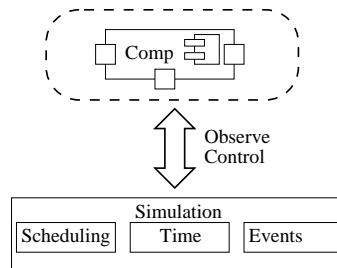 Comp
Observe
Control
Simulation
Scheduling Time Events